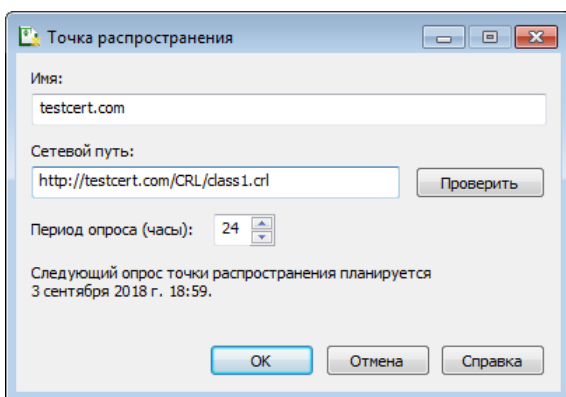 Точка распространения
Имя:
testcert.com
Сетевой путь:
http://testcert.com/CRL/class1.crl
Проверить
Период опроса (часы): 24
Следующий опрос точки распространения планируется
3 сентября 2018 г. 18:59.
ОК Отмена Справка